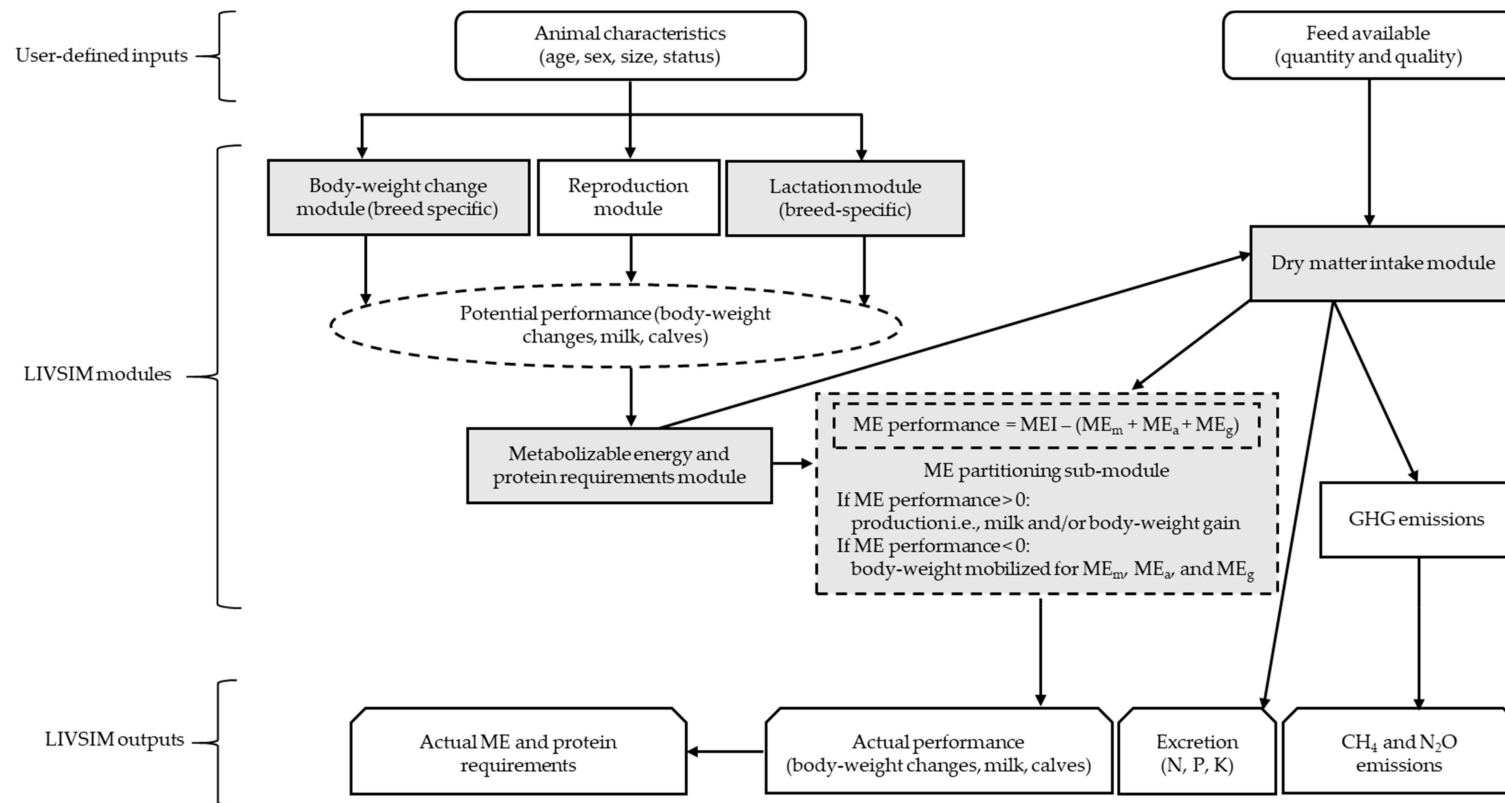 User-defined inputs
Animal characteristics
(age, sex, size, status)
Feed available
(quantity and quality)
LIVSIM modules
Body-weight change
module (breed specific)
Reproduction
module
Lactation module
(breed-specific)
Dry matter intake module
Potential performance (body-weight
changes, milk, calves)
Metabolizable energy and
protein requirements module
ME performance = MEI – (MEₘ + MEₐ + ME_g)
ME partitioning sub-module
If ME performance > 0:
production i.e., milk and/or body-weight gain
If ME performance < 0:
body-weight mobilized for MEₘ, MEₐ, and ME_g
GHG emissions
LIVSIM outputs
Actual ME and protein
requirements
Actual performance
(body-weight changes, milk, calves)
Excretion
(N, P, K)
CH₄ and N₂O
emissions